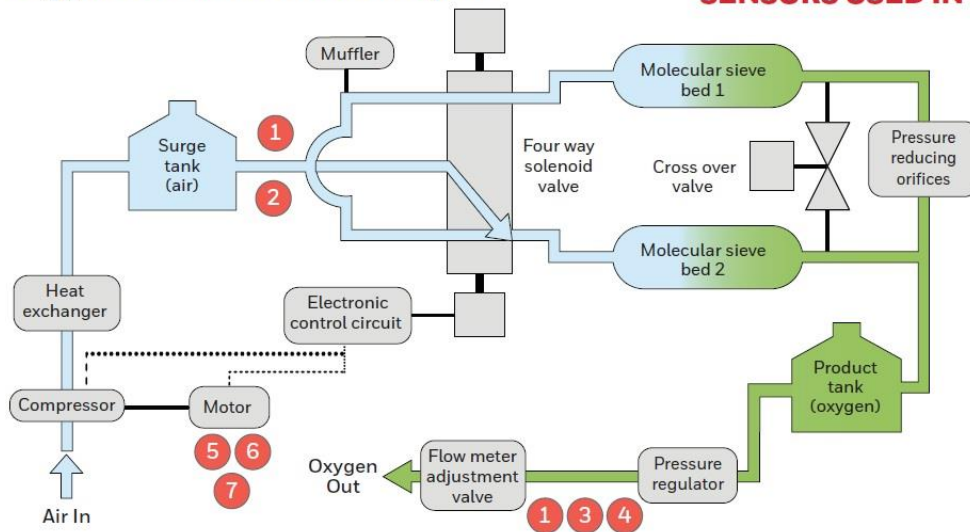 SENSORS USED IN
Muffler
Molecular sieve
bed 1
1
Surge
tank
(air)
Four way
solenoid
valve
Cross over
valve
Pressure
reducing
orifices
2
Molecular sieve
bed 2
Heat
exchanger
Electronic
control circuit
Product
tank
(oxygen)
Compressor
Motor
5 6
7
Oxygen
Out
Flow meter
adjustment
valve
Pressure
regulator
1 3 4
Air In